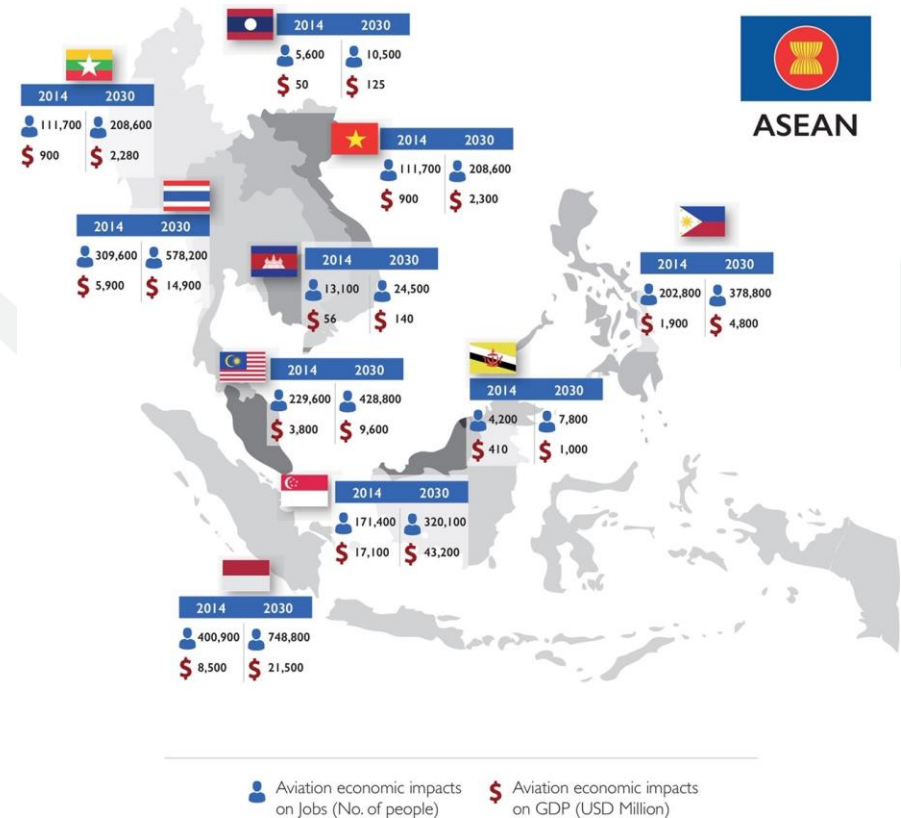 2014 2030
5,600 10,500
$ 50 $ 125
ASEAN
2014 2030
111,700 208,600
$ 900 $ 2,280
2014 2030
111,700 208,600
$ 900 $ 2,300
2014 2030
309,600 578,200
$ 5,900 $ 14,900
2014 2030
13,100 24,500
$ 56 $ 140
2014 2030
202,800 378,800
$ 1,900 $ 4,800
2014 2030
229,600 428,800
$ 3,800 $ 9,600
2014 2030
4,200 7,800
$ 410 $ 1,000
2014 2030
171,400 320,100
$ 17,100 $ 43,200
2014 2030
400,900 748,800
$ 8,500 $ 21,500
Aviation economic impacts
on Jobs (No. of people)
$ Aviation economic impacts
on GDP (USD Million)